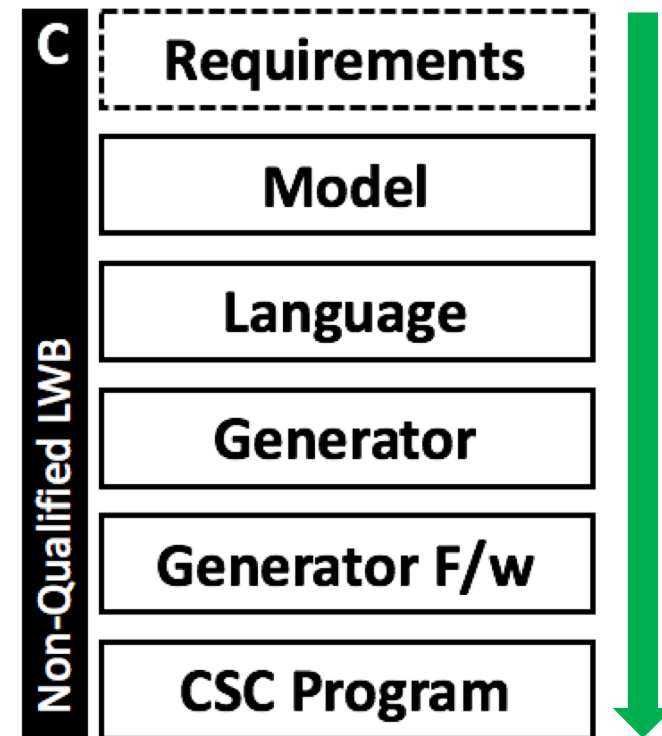 C
Non-Qualified LWB
Requirements
Model
Language
Generator
Generator F/w
CSC Program